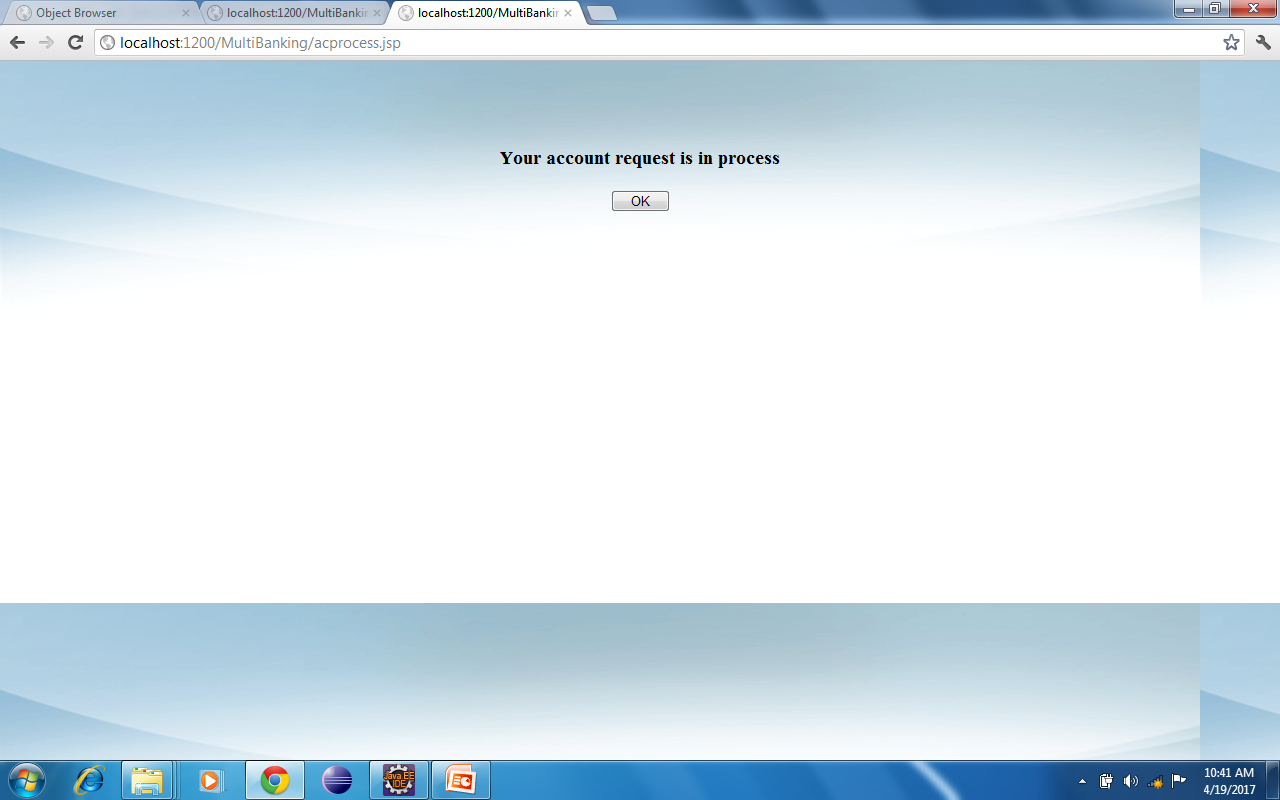 Object Browser
localhost:1200/MultiBankin
localhost:1200/MultiBankin
localhost:1200/MultiBanking/acprocess.jsp
Your account request is in process
OK
Java EE
IDE
10:41 AM
4/19/2017